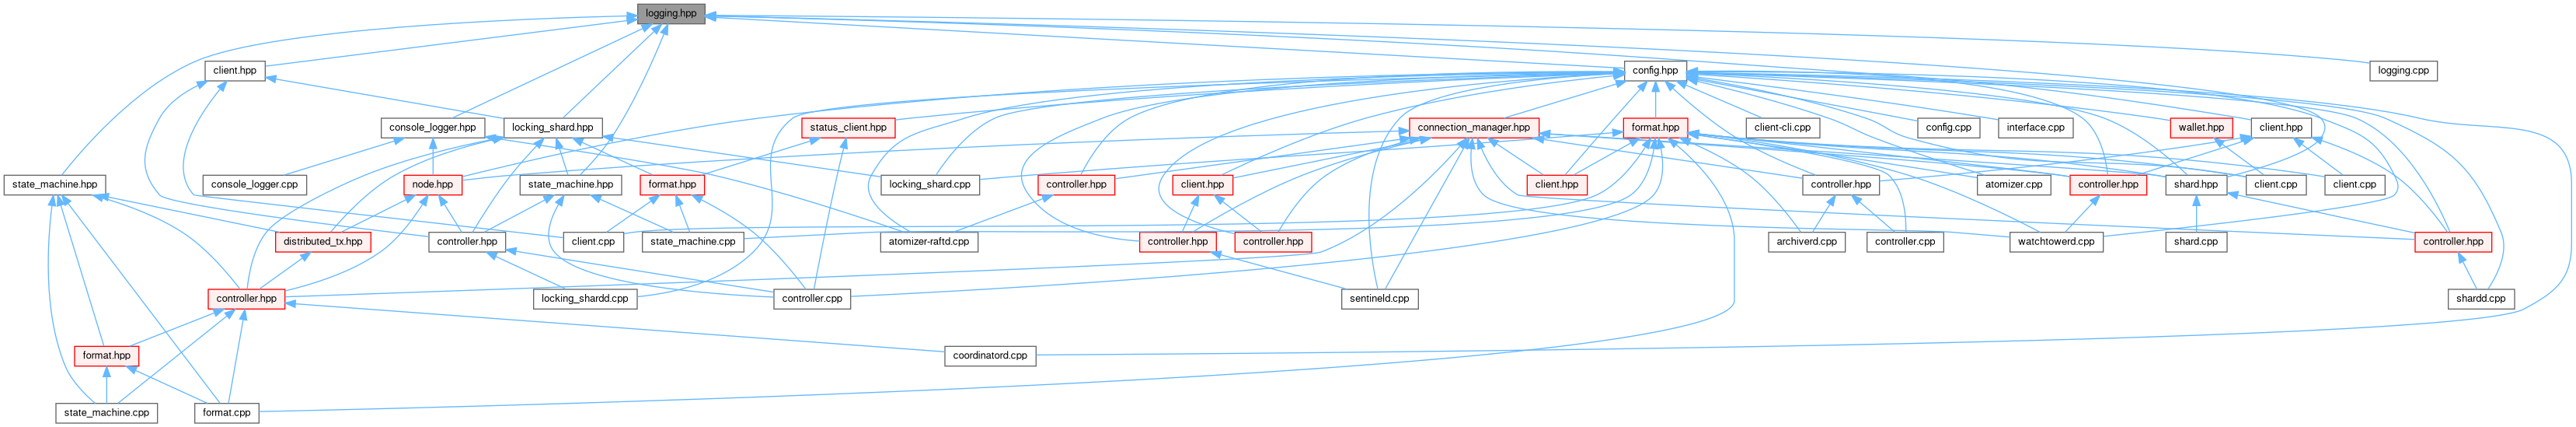 logging.hpp
client.hpp
config.hpp
logging.cpp
console_logger.hpp
locking_shard.hpp
status_client.hpp
connection_manager.hpp
format.hpp
client-cli.cpp
config.cpp
interface.cpp
wallet.hpp
client.hpp
state_machine.hpp
console_logger.cpp
node.hpp
state_machine.hpp
format.hpp
locking_shard.cpp
controller.hpp
client.hpp
client.hpp
controller.hpp
atomizer.cpp
controller.hpp
shard.hpp
client.cpp
client.cpp
distributed_tx.hpp
controller.hpp
client.cpp
state_machine.cpp
atomizer-raftd.cpp
controller.hpp
controller.hpp
archiverd.cpp
controller.cpp
watchtowerd.cpp
shard.cpp
controller.hpp
controller.hpp
locking_shardd.cpp
controller.cpp
sentineld.cpp
shardd.cpp
format.hpp
coordinatord.cpp
state_machine.cpp
format.cpp